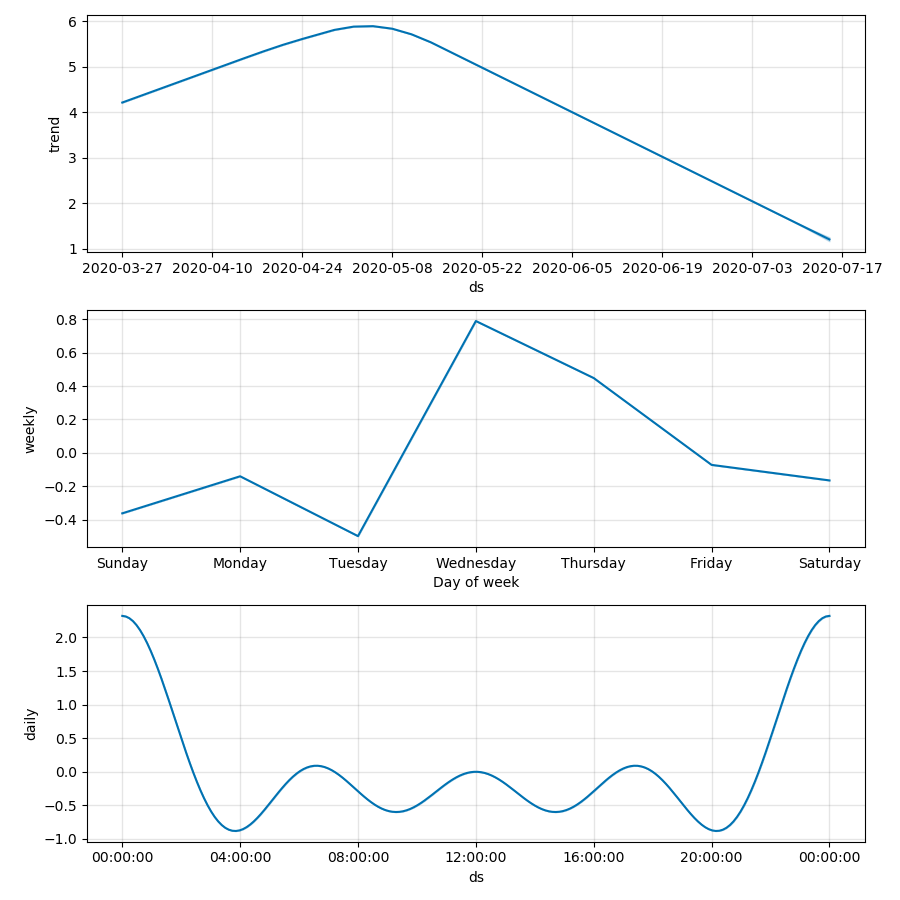 6
5
4
3
2
1
trend
2020-03-27 2020-04-10 2020-04-24 2020-05-08 2020-05-22 2020-06-05 2020-06-19 2020-07-03 2020-07-17
ds
0.8
0.6
0.4
0.2
0.0
−0.2
−0.4
weekly
Sunday Monday Tuesday Wednesday Thursday Friday Saturday
Day of week
2.0
1.5
1.0
0.5
0.0
−0.5
−1.0
daily
00:00:00 04:00:00 08:00:00 12:00:00 16:00:00 20:00:00 00:00:00
ds